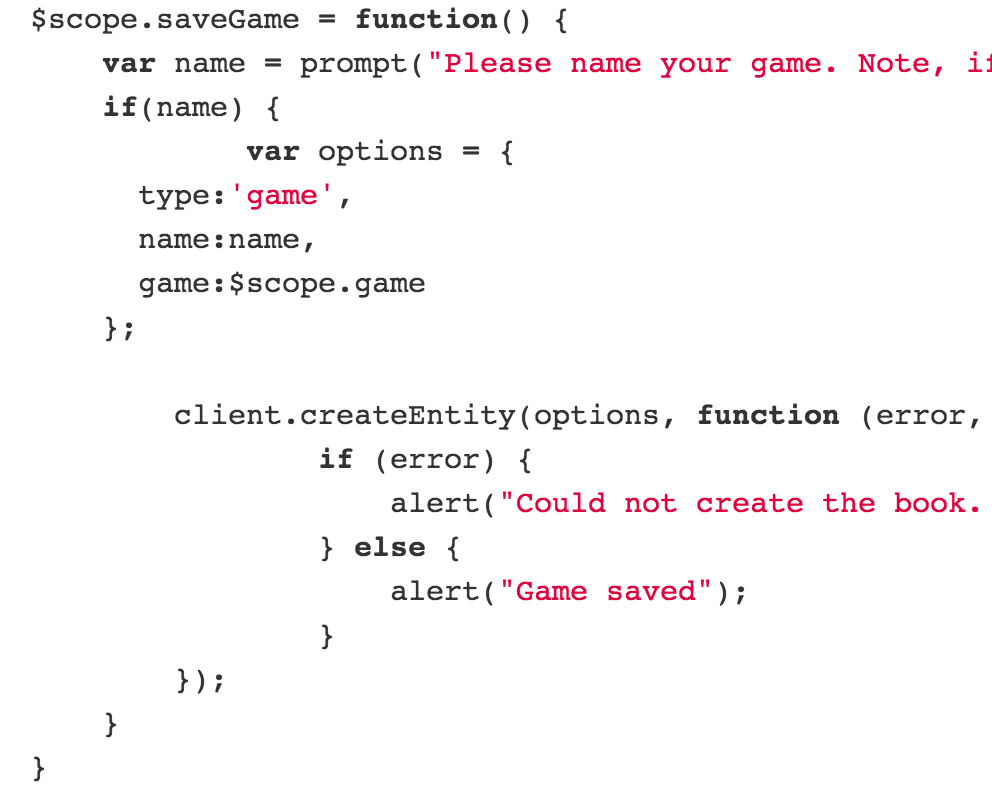 $scope.saveGame = function() {
var name = prompt("Please name your game. Note, if
if(name) {
var options = {
type:'game',
name:name,
game:$scope.game
};
client.createEntity(options, function (error,
if (error) {
alert("Could not create the book.
} else {
alert("Game saved");
}
});
}
}